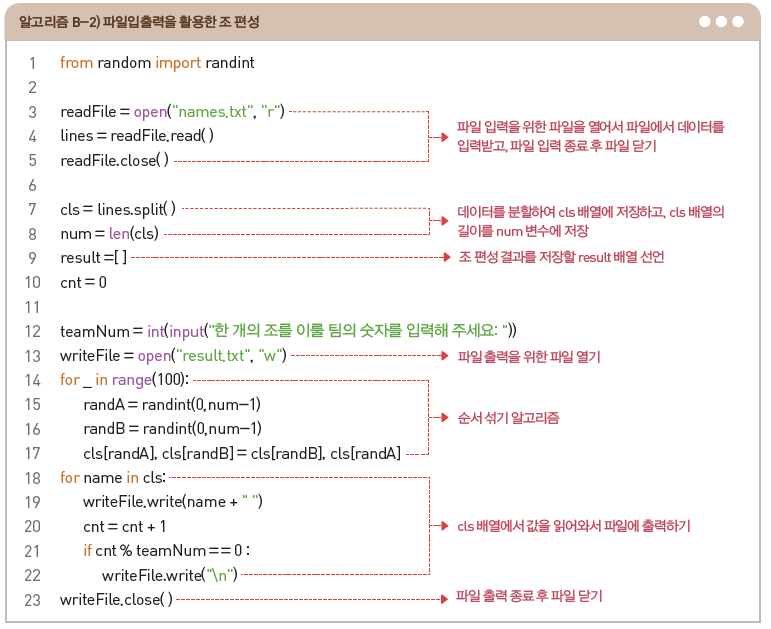 알고리즘 B-2) 파일입출력을 활용한 조 편성
1 from random import randint
2
3 readFile = open("names.txt", "r")
4 lines = readFile.read( )
5 readFile.close( )
파일 입력을 위한 파일을 열어서 파일에서 데이터를
입력받고, 파일 입력 종료 후 파일 닫기
6
7 cls = lines.split( )
8 num = len(cls)
데이터를 분할하여 cls 배열에 저장하고, cls 배열의
길이를 num 변수에 저장
9 result =[ ] 조 편성 결과를 저장할 result 배열 선언
10 cnt = 0
11
12 teamNum = int(input("한 개의 조를 이룰 팀의 숫자를 입력해 주세요: "))
13 writeFile = open("result.txt", "w") 파일 출력을 위한 파일 열기
14 for _ in range(100):
15 randA = randint(0,num-1)
16 randB = randint(0,num-1)
순서 섞기 알고리즘
17 cls[randA], cls[randB] = cls[randB], cls[randA]
18 for name in cls:
19 writeFile.write(name + " ")
20 cnt = cnt + 1
cls 배열에서 값을 읽어와서 파일에 출력하기
21 if cnt % teamNum == 0 :
22 writeFile.write("\n")
23 writeFile.close( ) 파일 출력 종료 후 파일 닫기